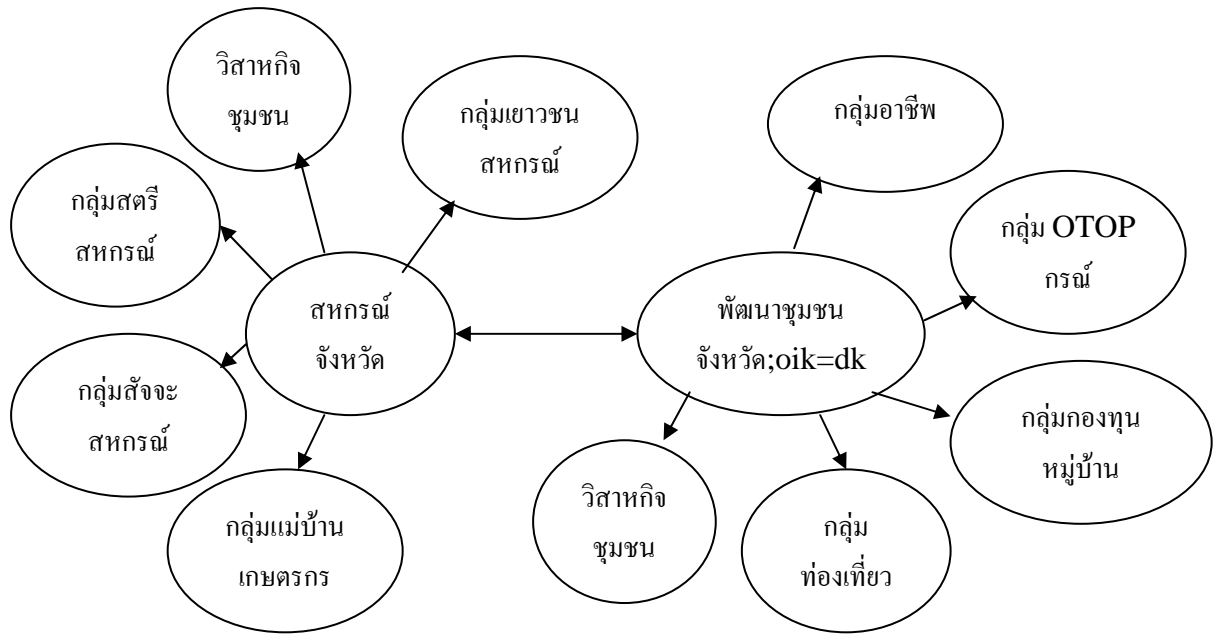 วิสาหกิจ
ชุมชน
กลุ่มเยาวชน
สหกรณ์
กลุ่มอาชีพ
กลุ่มสตรี
สหกรณ์
กลุ่ม OTOP
กรณ์
สหกรณ์
จังหวัด
พัฒนาชุมชน
จังหวัด;oik=dk
กลุ่มสัจจะ
สหกรณ์
กลุ่มกองทุน
หมู่บ้าน
กลุ่มแม่บ้าน
เกษตรกร
วิสาหกิจ
ชุมชน
กลุ่ม
ท่องเที่ยว